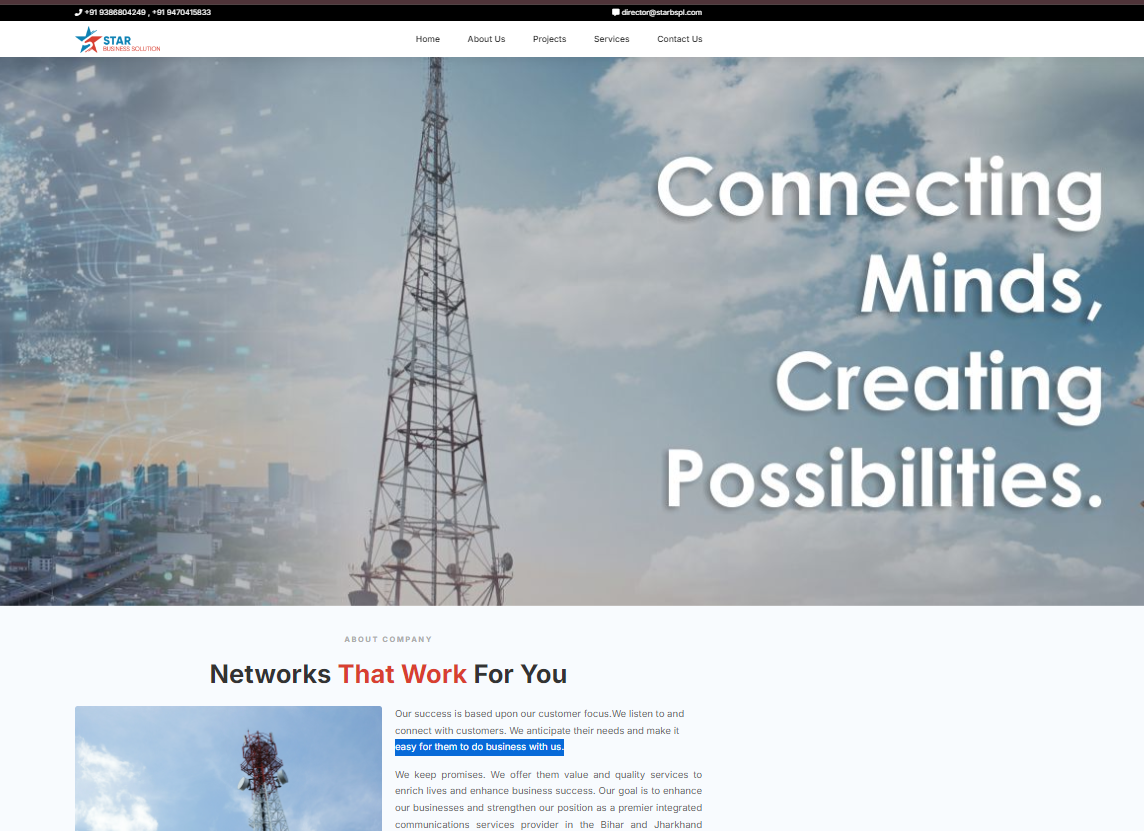 +91 9386804249 , +91 9470415833
director@starbspl.com
STAR
BUSINESS SOLUTION
Home About Us Projects Services Contact Us
Connecting
Minds,
Creating
Possibilities.
ABOUT COMPANY
Networks That Work For You
Our success is based upon our customer focus.We listen to and
connect with customers. We anticipate their needs and make it
easy for them to do business with us.
We keep promises. We offer them value and quality services to
enrich lives and enhance business success. Our goal is to enhance
our businesses and strengthen our position as a premier integrated
communications services provider in the Bihar and Jharkhand